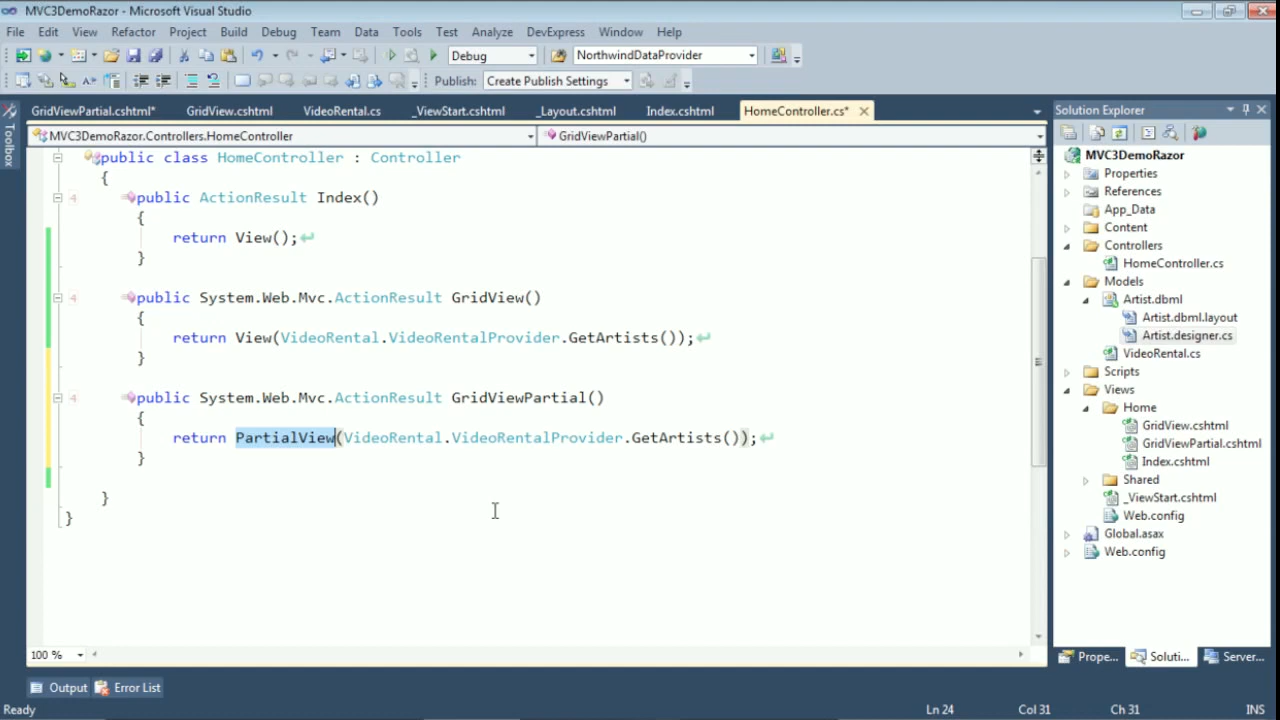 MVC3DemoRazor - Microsoft Visual Studio
File Edit View Refactor Project Build Debug Team Data Tools Test Analyze DevExpress Window Help
Debug NorthwindDataProvider
Publish: Create Publish Settings
GridViewPartial.cshtml* GridView.cshtml VideoRental.cs _ViewStart.cshtml _Layout.cshtml Index.cshtml HomeController.cs*
MVC3DemoRazor.Controllers.HomeController GridViewPartial()
Toolbox
public class HomeController : Controller
{
4 public ActionResult Index()
{
return View();
}
4 public System.Web.Mvc.ActionResult GridView()
{
return View(VideoRental.VideoRentalProvider.GetArtists());
}
4 public System.Web.Mvc.ActionResult GridViewPartial()
{
return PartialView(VideoRental.VideoRentalProvider.GetArtists());
}
}
}
100 %
Solution Explorer
MVC3DemoRazor
Properties
References
App_Data
Content
Controllers
HomeController.cs
Models
Artist.dbml
Artist.dbml.layout
Artist.designer.cs
VideoRental.cs
Scripts
Views
Home
GridView.cshtml
GridViewPartial.cshtml
Index.cshtml
Shared
_ViewStart.cshtml
Web.config
Global.asax
Web.config
Prope... Soluti... Server...
Output Error List
Ready Ln 24 Col 31 Ch 31 INS